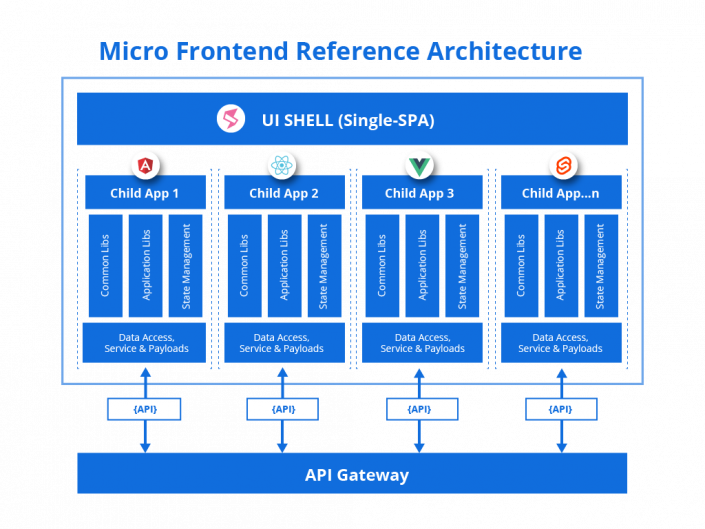 Micro Frontend Reference Architecture
UI SHELL (Single-SPA)
Child App 1
Common Libs
Application Libs
State Management
Data Access,
Service & Payloads
Child App 2
Common Libs
Application Libs
State Management
Data Access,
Service & Payloads
Child App 3
Common Libs
Application Libs
State Management
Data Access,
Service & Payloads
Child App...n
Common Libs
Application Libs
State Management
Data Access,
Service & Payloads
{API}
{API}
{API}
{API}
API Gateway